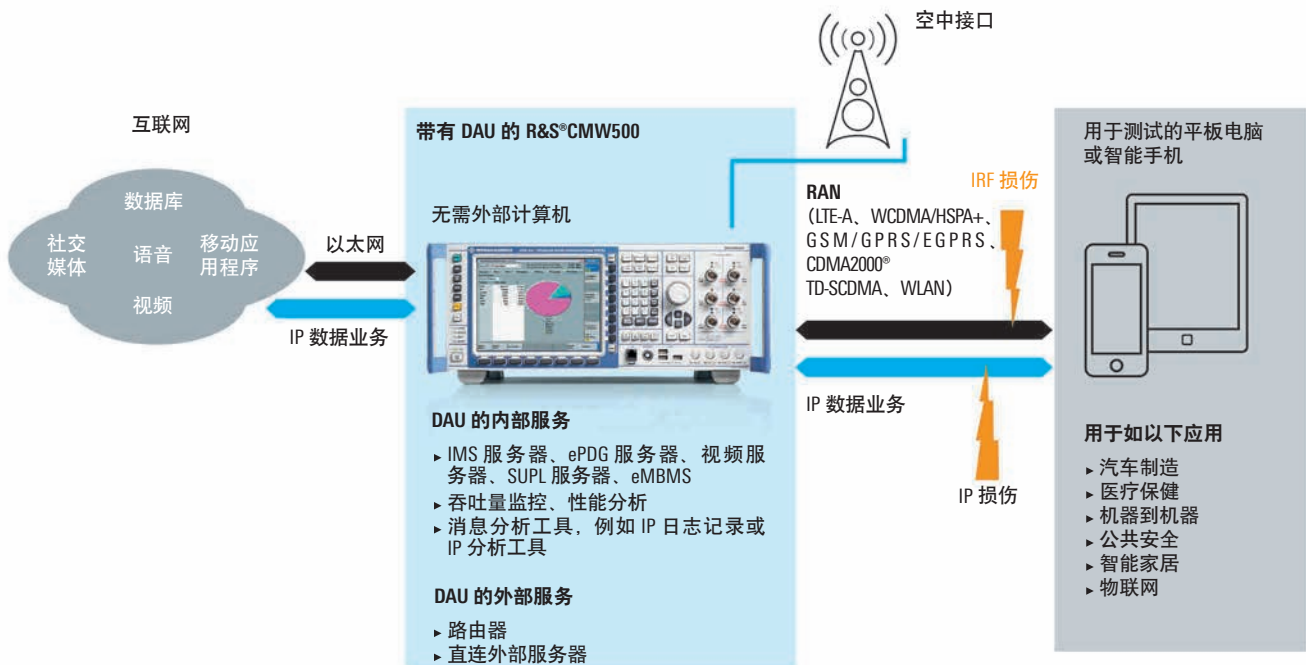 空中接口
互联网
数据库
社交
媒体
语音
移动应
用程序
视频
以太网
IP 数据业务
带有 DAU 的 R&S®CMW500
无需外部计算机
DAU 的内部服务
▸ IMS 服务器、ePDG 服务器、视频服
务器、SUPL 服务器、eMBMS
▸ 吞吐量监控、性能分析
▸ 消息分析工具，例如 IP 日志记录或
IP 分析工具
DAU 的外部服务
▸ 路由器
▸ 直连外部服务器
RAN
（LTE-A、WCDMA/HSPA+、
GSM/GPRS/EGPRS、
CDMA2000®
TD-SCDMA、WLAN）
IRF 损伤
IP 数据业务
IP 损伤
用于测试的平板电脑
或智能手机
用于如以下应用
▸ 汽车制造
▸ 医疗保健
▸ 机器到机器
▸ 公共安全
▸ 智能家居
▸ 物联网